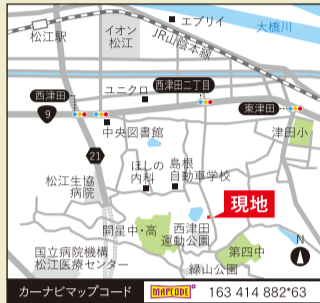 エブリイ
大橋川
松江駅
イオン
松江
JR山陰本線
ユニクロ
西津田二丁目
西津田
東津田
9
中央図書館
津田小
21
ほしの
内科
島根
自動車学校
松江生協
病院
現地
開星中・高
西津田
運動公園
国立病院機構
松江医療センター
第四中
緑山公園
N
カーナビマップコード
MAPCODE®
163 414 882*63